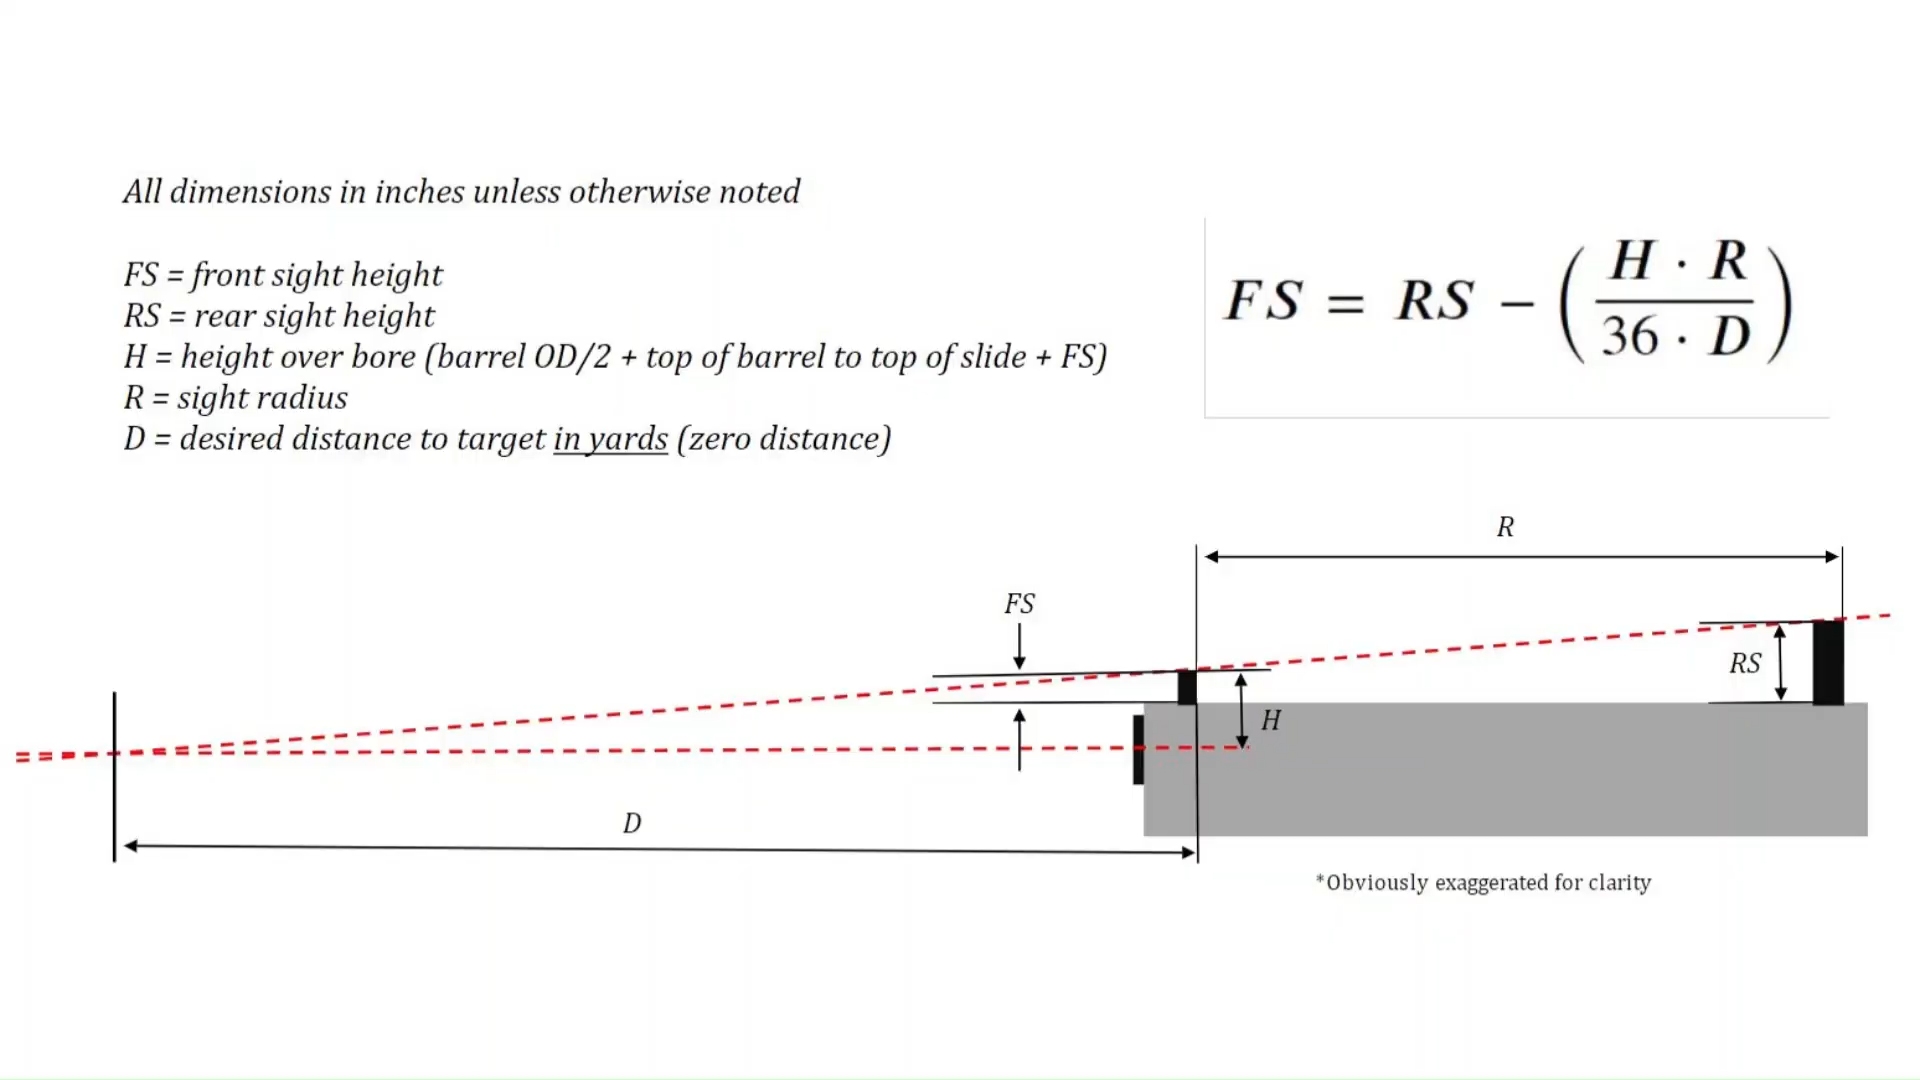 All dimensions in inches unless otherwise noted
FS = front sight height
RS = rear sight height
H = height over bore (barrel OD/2 + top of barrel to top of slide + FS)
R = sight radius
D = desired distance to target in yards (zero distance)
FS = RS − (H · R / 36 · D)
R
FS
RS
H
D
*Obviously exaggerated for clarity